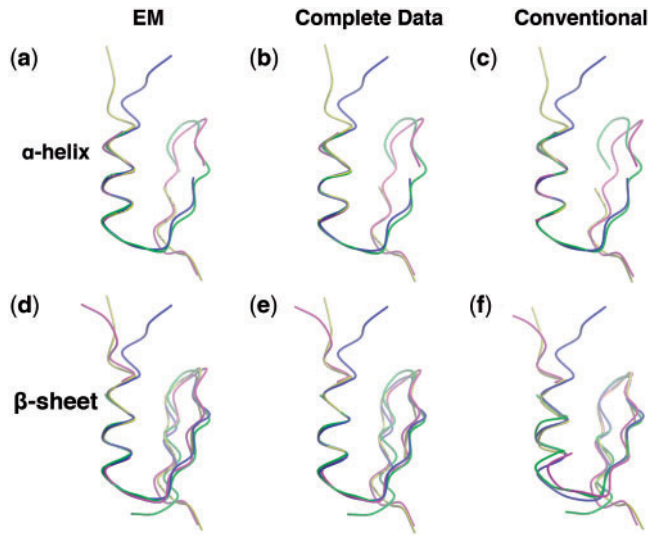 EM Complete Data Conventional
(a) (b) (c)
α-helix
(d) (e) (f)
β-sheet